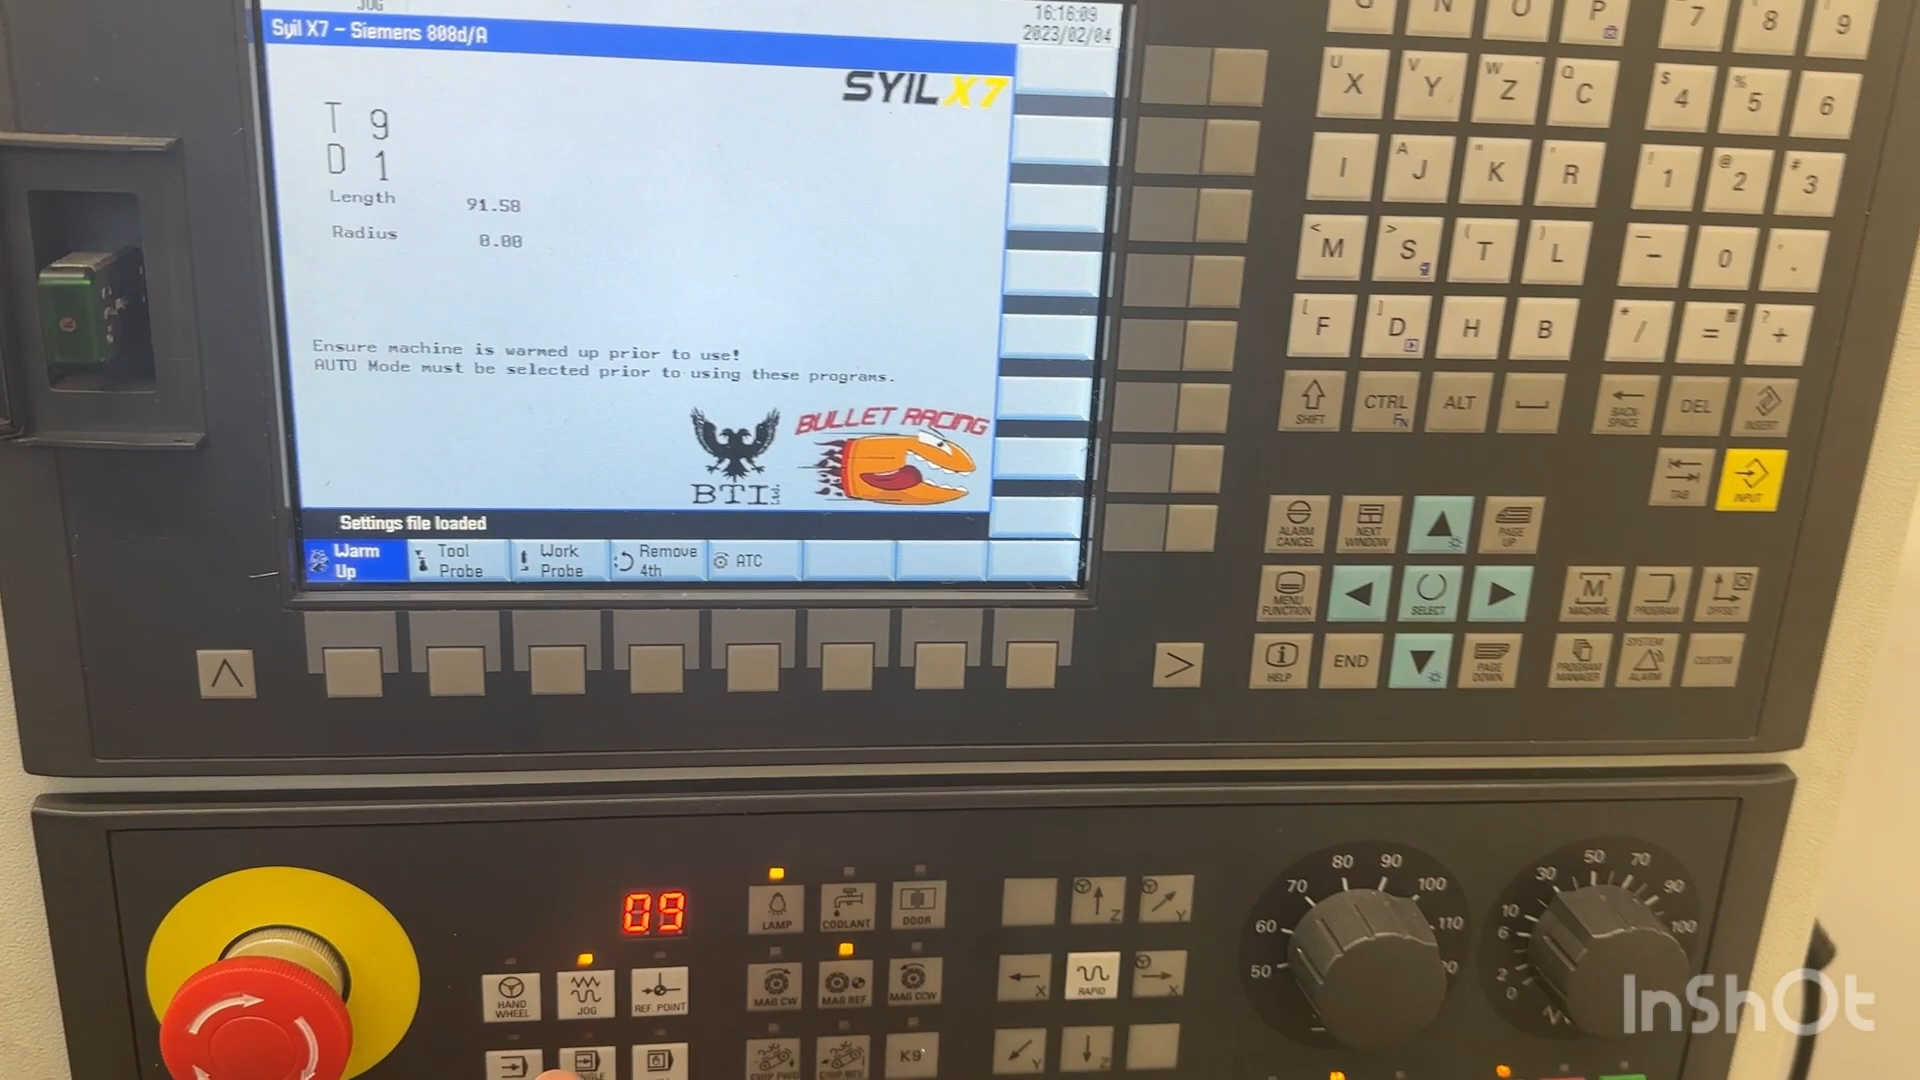 JOG
16:16:09
2023/02/04
Syil X7 - Siemens 808d/A
SYIL X7
T 9
D 1
Length 91.58
Radius 0.00
Ensure machine is warmed up prior to use!
AUTO Mode must be selected prior to using these programs.
BULLET RACING
BTI Ltd.
Settings file loaded
Warm Up
Tool Probe
Work Probe
Remove 4th
ATC
N O P 7 8 9
U X V Y W Z Q C $ 4 % 5 6
I A J " K ' R ! 1 @ 2 # 3
< M > S ( T ) L - 0 .
[ F ] D H B * / = ? +
SHIFT CTRL FN ALT BACKSPACE DEL INSERT
TAB INPUT
ALARM CANCEL NEXT WINDOW PAGE UP
MENU FUNCTION SELECT M MACHINE PROGRAM OFFSET
HELP END PAGE DOWN PROGRAM MANAGER SYSTEM ALARM CUSTOM
09
LAMP COOLANT DOOR
HAND WHEEL JOG REF. POINT
MAG CW MAG REF MAG CCW
K9
Z Y
X RAPID X
Y Z
50 60 70 80 90 100 110
0 2 6 10 30 50 70 90 100
InShOt